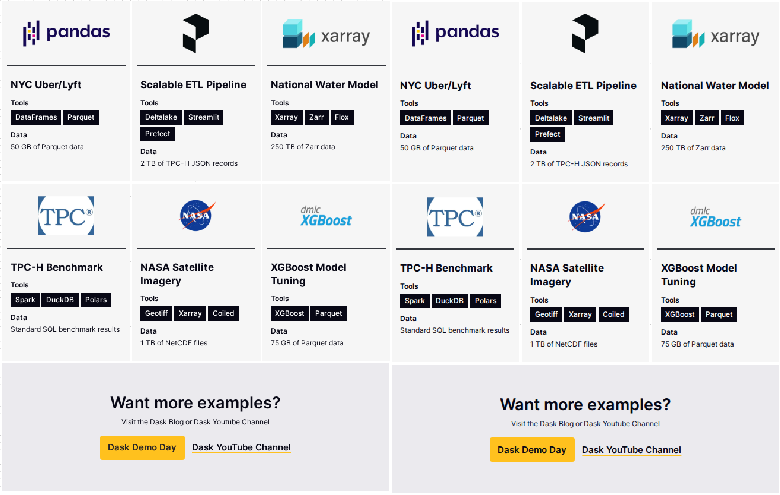 pandas
NYC Uber/Lyft
Tools
DataFrames Parquet
Data
50 GB of Parquet data
Scalable ETL Pipeline
Tools
Deltalake Streamlit
Prefect
Data
2 TB of TPC-H JSON records
xarray
National Water Model
Tools
Xarray Zarr Flox
Data
250 TB of Zarr data
pandas
NYC Uber/Lyft
Tools
DataFrames Parquet
Data
50 GB of Parquet data
Scalable ETL Pipeline
Tools
Deltalake Streamlit
Prefect
Data
2 TB of TPC-H JSON records
xarray
National Water Model
Tools
Xarray Zarr Flox
Data
250 TB of Zarr data
TPC®
TPC-H Benchmark
Tools
Spark DuckDB Polars
Data
Standard SQL benchmark results
NASA
NASA Satellite
Imagery
Tools
Geotiff Xarray Coiled
Data
1 TB of NetCDF files
dmlc
XGBoost
XGBoost Model
Tuning
Tools
XGBoost Parquet
Data
75 GB of Parquet data
TPC®
TPC-H Benchmark
Tools
Spark DuckDB Polars
Data
Standard SQL benchmark results
NASA
NASA Satellite
Imagery
Tools
Geotiff Xarray Coiled
Data
1 TB of NetCDF files
dmlc
XGBoost
XGBoost Model
Tuning
Tools
XGBoost Parquet
Data
75 GB of Parquet data
Want more examples?
Visit the Dask Blog or Dask Youtube Channel
Dask Demo Day Dask YouTube Channel
Want more examples?
Visit the Dask Blog or Dask Youtube Channel
Dask Demo Day Dask YouTube Channel